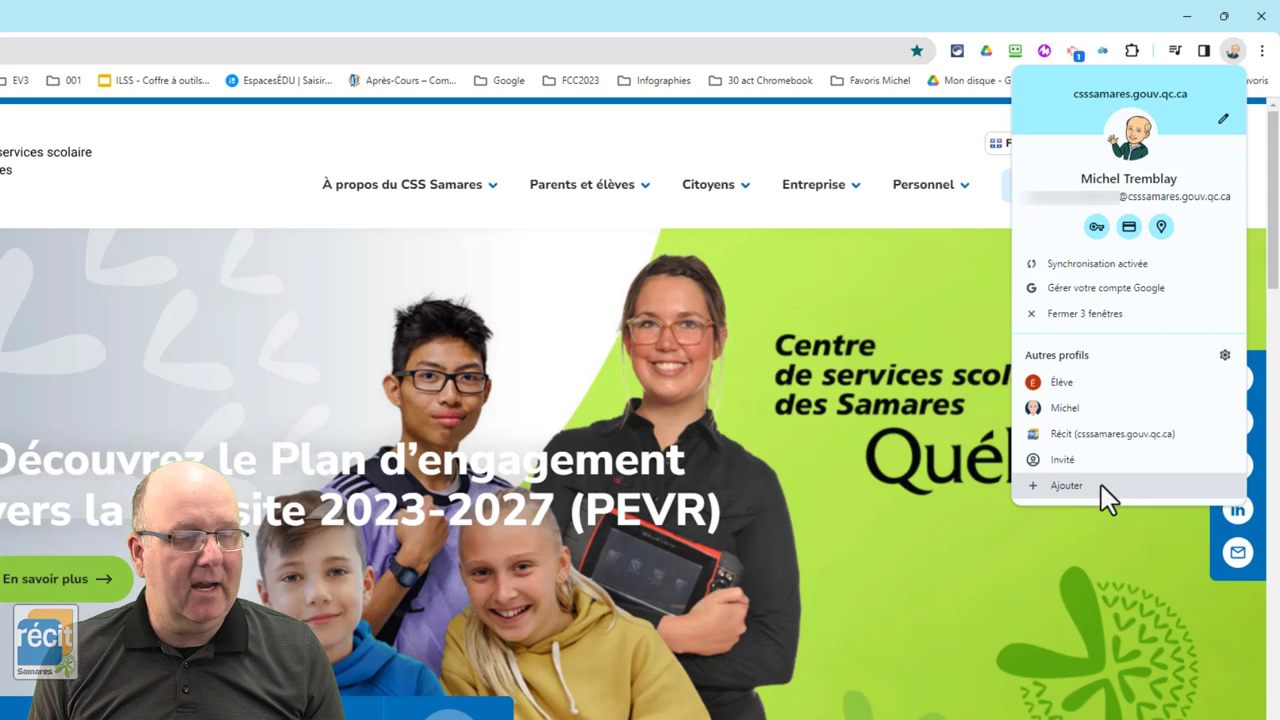 EV3
001
ILSS - Coffre à outils...
EspacesÉDU | Saisir...
Après-Cours – Com...
Google
FCC2023
Infographies
30 act Chromebook
Favoris Michel
Mon disque - G
oris
1
services scolaire
es
F
À propos du CSS Samares
Parents et élèves
Citoyens
Entreprise
Personnel
csssamares.gouv.qc.ca
Michel Tremblay
@csssamares.gouv.qc.ca
Synchronisation activée
Gérer votre compte Google
Fermer 3 fenêtres
Autres profils
É Élève
Michel
Récit (csssamares.gouv.qc.ca)
Invité
Ajouter
Centre
de services scol
des Samares
Qué
Découvrez le Plan d’engagement
vers la site 2023-2027 (PEVR)
En savoir plus
in
récit
Samares